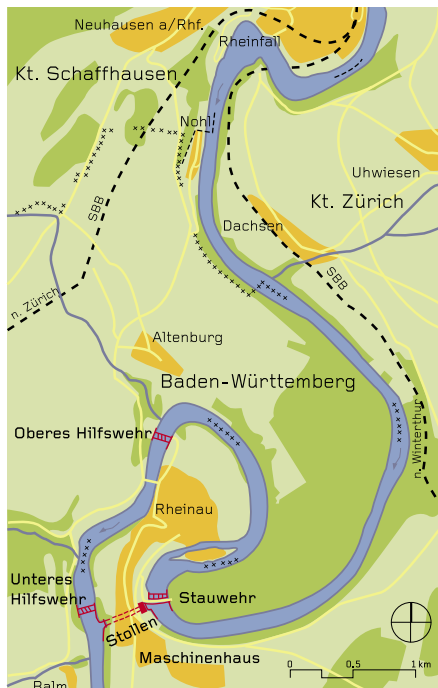 Neuhausen a/Rhf.
Rheinfall
Kt. Schaffhausen
Nohl
Uhwiesen
Kt. Zürich
SBB
Dachsen
SBB
n. Zürich
Altenburg
Baden-Württemberg
n. Winterthur
Oberes Hilfswehr
Rheinau
Unteres
Hilfswehr
Stauwehr
Stollen
Maschinenhaus
Balm
0 0.5 1 km